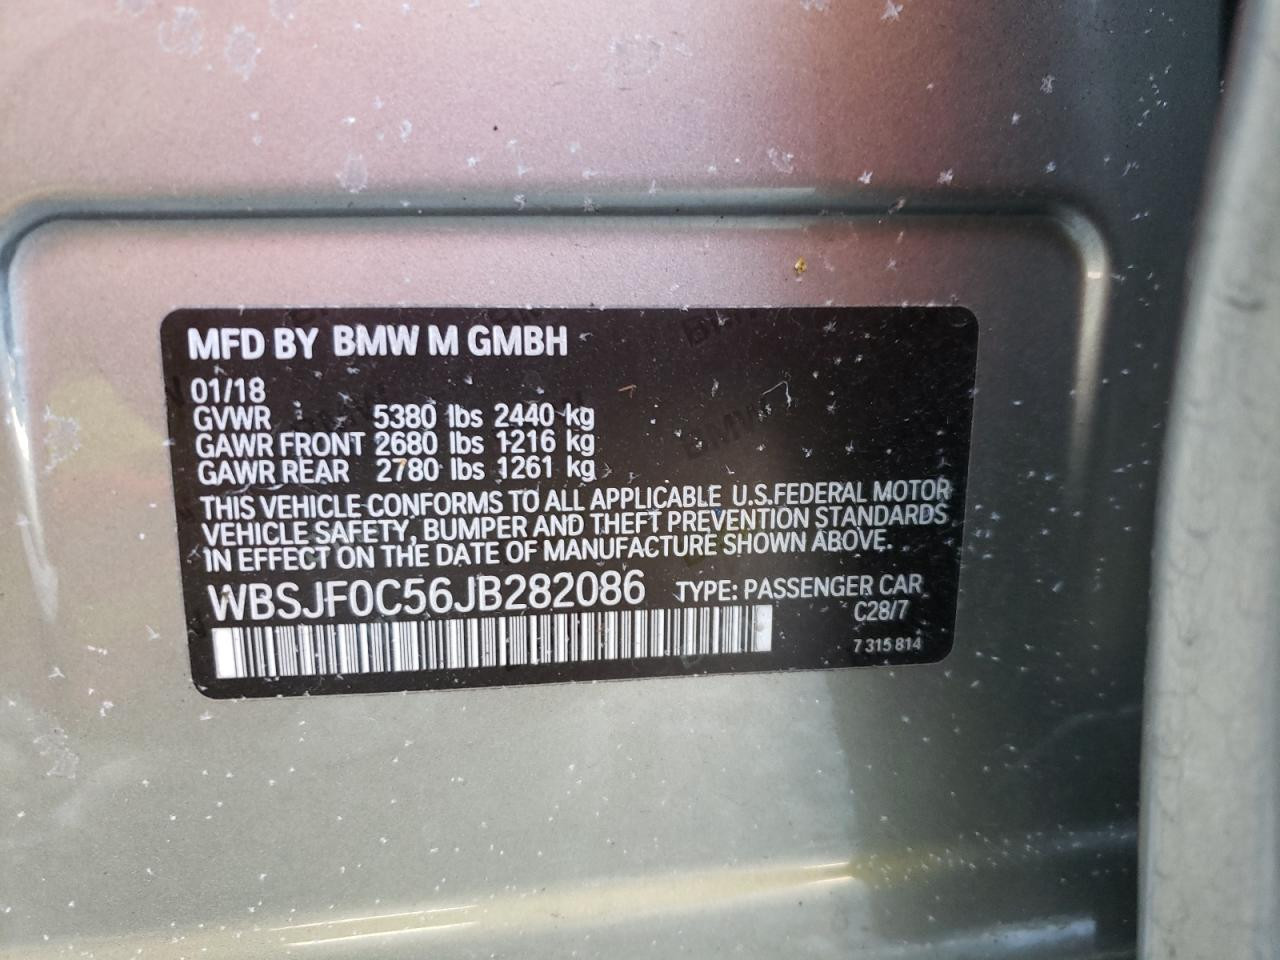 MFD BY BMW M GMBH
01/18
GVWR 5380 lbs 2440 kg
GAWR FRONT 2680 lbs 1216 kg
GAWR REAR 2780 lbs 1261 kg
THIS VEHICLE CONFORMS TO ALL APPLICABLE U.S.FEDERAL MOTOR
VEHICLE SAFETY, BUMPER AND THEFT PREVENTION STANDARDS
IN EFFECT ON THE DATE OF MANUFACTURE SHOWN ABOVE.
WBSJF0C56JB282086 TYPE: PASSENGER CAR
C28/7
7 315 814